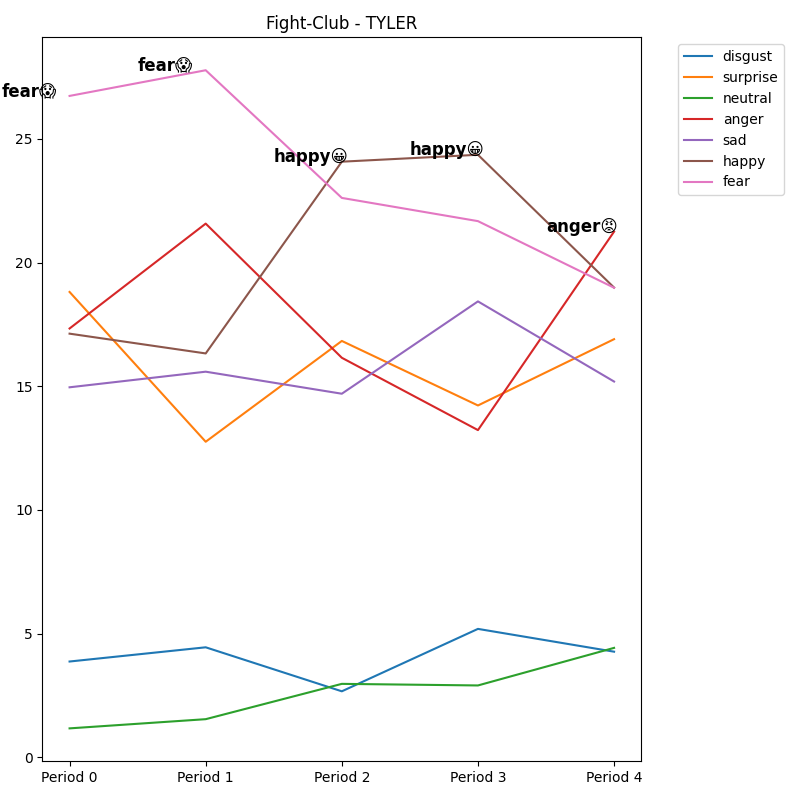 Fight-Club - TYLER
fear😱
fear😱
happy😀
happy😀
anger😡
25
20
15
10
5
0
Period 0
Period 1
Period 2
Period 3
Period 4
disgust
surprise
neutral
anger
sad
happy
fear